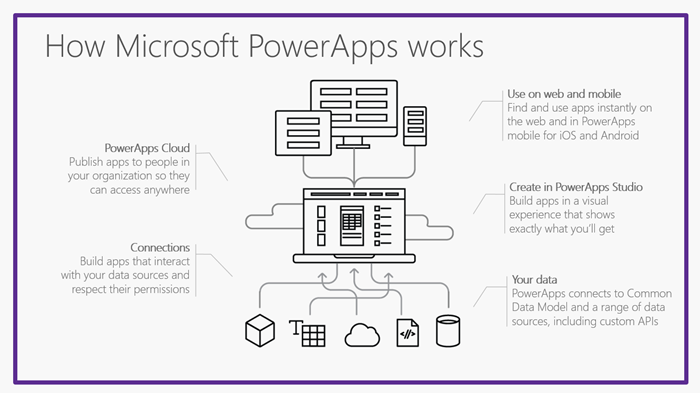 How Microsoft PowerApps works
Use on web and mobile
Find and use apps instantly on
the web and in PowerApps
mobile for iOS and Android
PowerApps Cloud
Publish apps to people in
your organization so they
can access anywhere
Create in PowerApps Studio
Build apps in a visual
experience that shows
exactly what you'll get
Connections
Build apps that interact
with your data sources and
respect their permissions
Your data
PowerApps connects to Common
Data Model and a range of data
sources, including custom APIs
T
</>